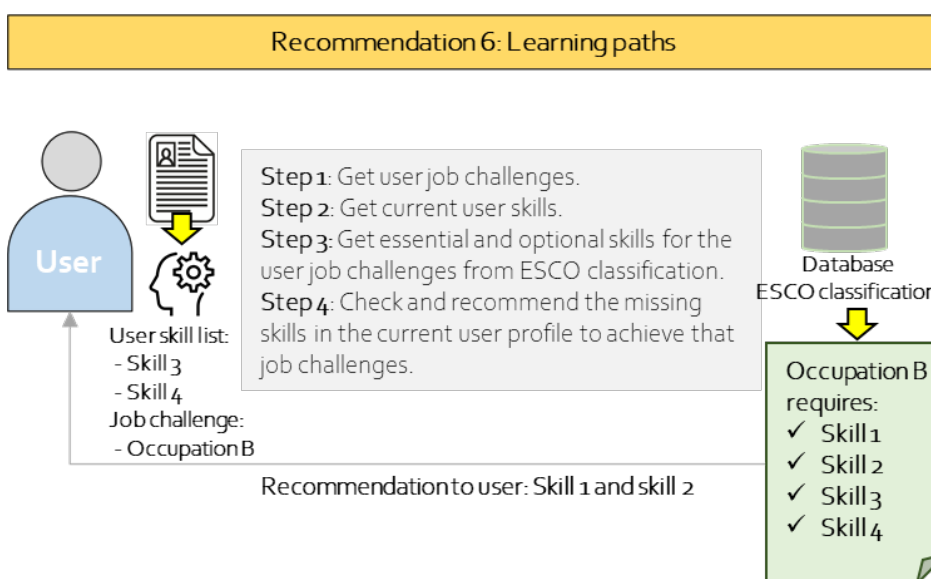 Recommendation 6: Learning paths
User
User skill list:
- Skill 3
- Skill 4
Job challenge:
- Occupation B
Step 1: Get user job challenges.
Step 2: Get current user skills.
Step 3: Get essential and optional skills for the
user job challenges from ESCO classification.
Step 4: Check and recommend the missing
skills in the current user profile to achieve that
job challenges.
Database
ESCO classification
Occupation B
requires:
✓ Skill 1
✓ Skill 2
✓ Skill 3
✓ Skill 4
Recommendation to user: Skill 1 and skill 2